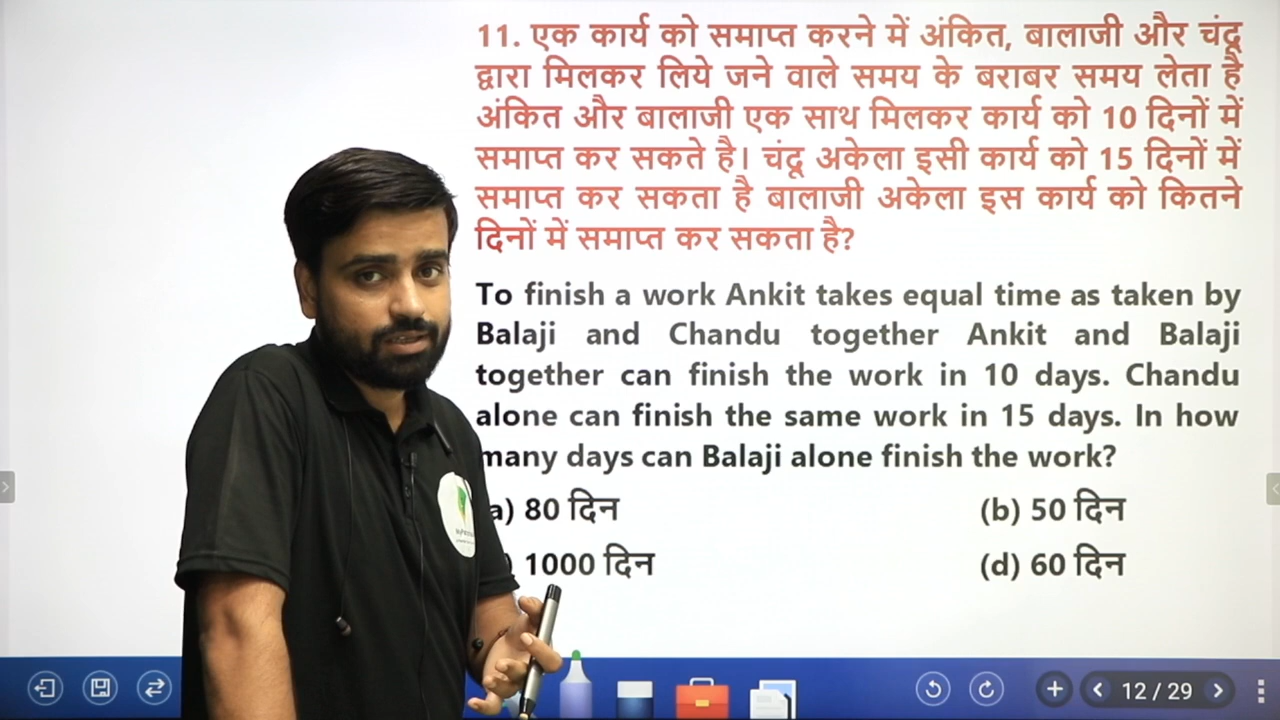 11. एक कार्य को समाप्त करने में अंकित, बालाजी और चंदू
द्वारा मिलकर लिये जने वाले समय के बराबर समय लेता है
अंकित और बालाजी एक साथ मिलकर कार्य को 10 दिनों में
समाप्त कर सकते है। चंदू अकेला इसी कार्य को 15 दिनों में
समाप्त कर सकता है बालाजी अकेला इस कार्य को कितने
दिनों में समाप्त कर सकता है?
To finish a work Ankit takes equal time as taken by
Balaji and Chandu together Ankit and Balaji
together can finish the work in 10 days. Chandu
alone can finish the same work in 15 days. In how
many days can Balaji alone finish the work?
a) 80 दिन (b) 50 दिन
) 1000 दिन (d) 60 दिन
12 / 29